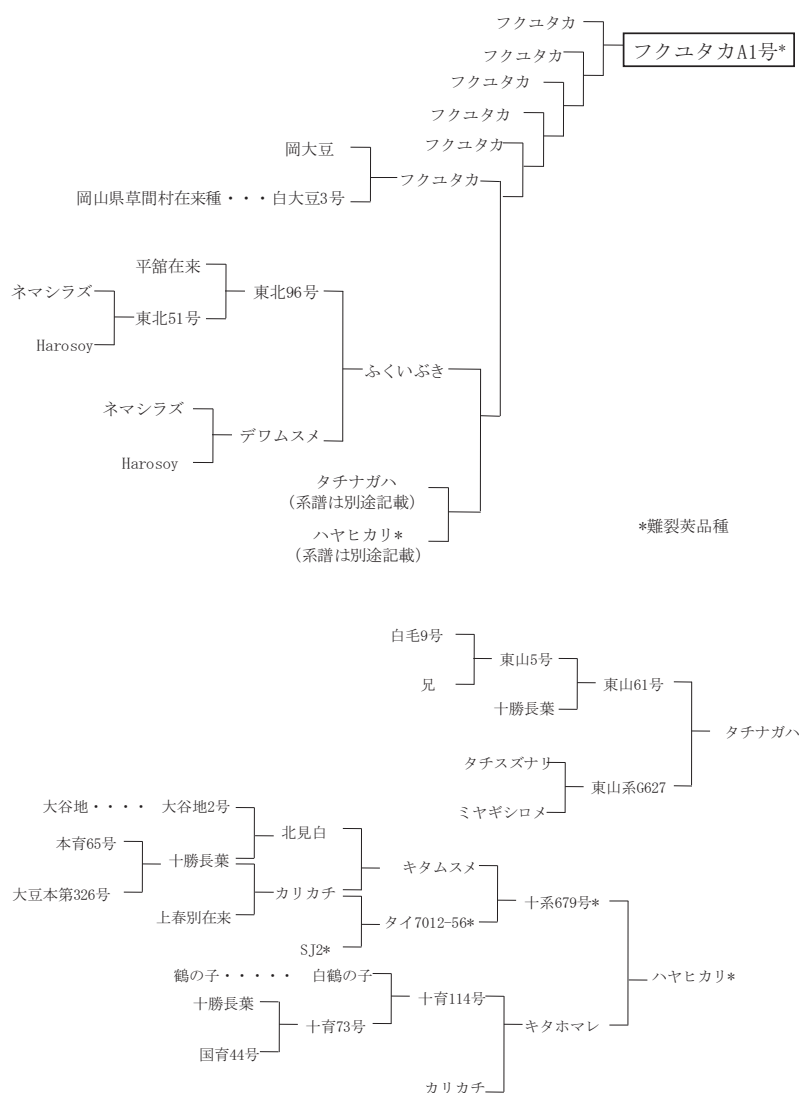 フクユタカ
フクユタカA1号*
フクユタカ
フクユタカ
フクユタカ
フクユタカ
岡大豆
フクユタカ
岡山県草間村在来種・・・白大豆3号
平舘在来
ネマシラズ
東北96号
東北51号
Harosoy
ふくいぶき
ネマシラズ
デワムスメ
Harosoy
タチナガハ
(系譜は別途記載)
ハヤヒカリ*
(系譜は別途記載)
*難裂莢品種
白毛9号
東山5号
兄
東山61号
十勝長葉
タチナガハ
タチスズナリ
東山系G627
ミヤギシロメ
大谷地・・・・ 大谷地2号
北見白
本育65号
十勝長葉
キタムスメ
大豆本第326号
カリカチ
十系679号*
上春別在来
タイ7012-56*
SJ2*
鶴の子・・・・・ 白鶴の子
ハヤヒカリ*
十勝長葉
十育114号
十育73号
キタホマレ
国育44号
カリカチ